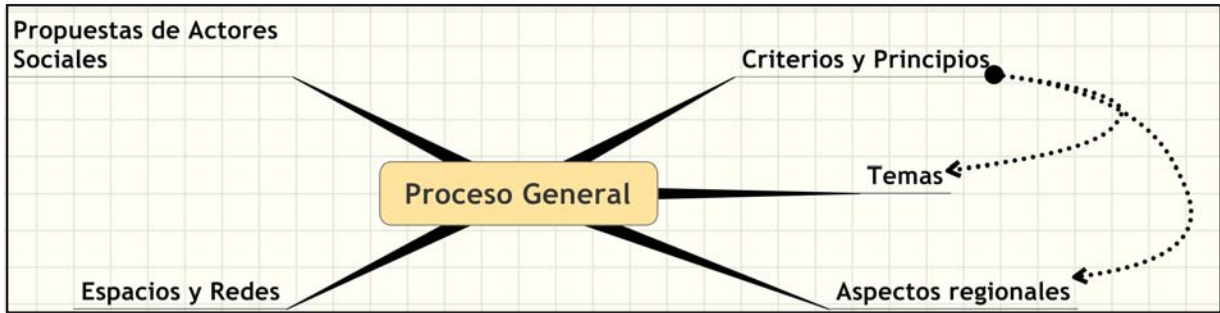 Propuestas de Actores
Sociales
Criterios y Principios
Temas
Proceso General
Espacios y Redes
Aspectos regionales